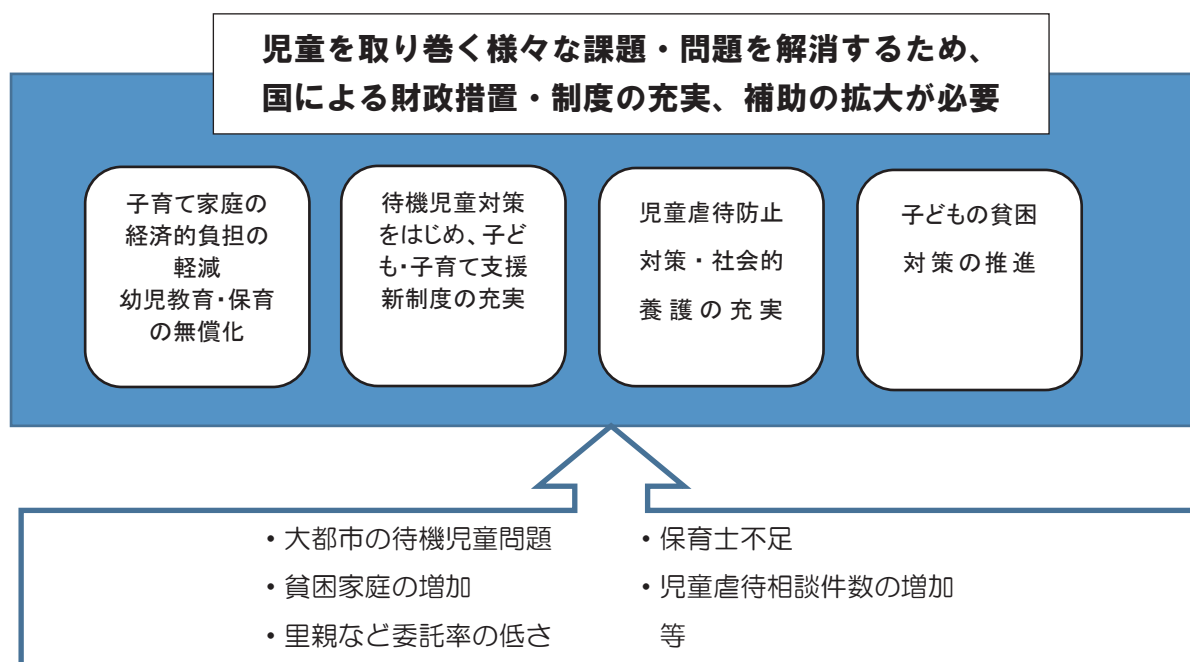 児童を取り巻く様々な課題・問題を解消するため、
国による財政措置・制度の充実、補助の拡大が必要
子育て家庭の
経済的負担の
軽減
幼児教育・保育
の無償化
待機児童対策
をはじめ、子ど
も・子育て支援
新制度の充実
児童虐待防止
対策・社会的
養護の充実
子どもの貧困
対策の推進
・大都市の待機児童問題
・貧困家庭の増加
・里親など委託率の低さ
・保育士不足
・児童虐待相談件数の増加
等